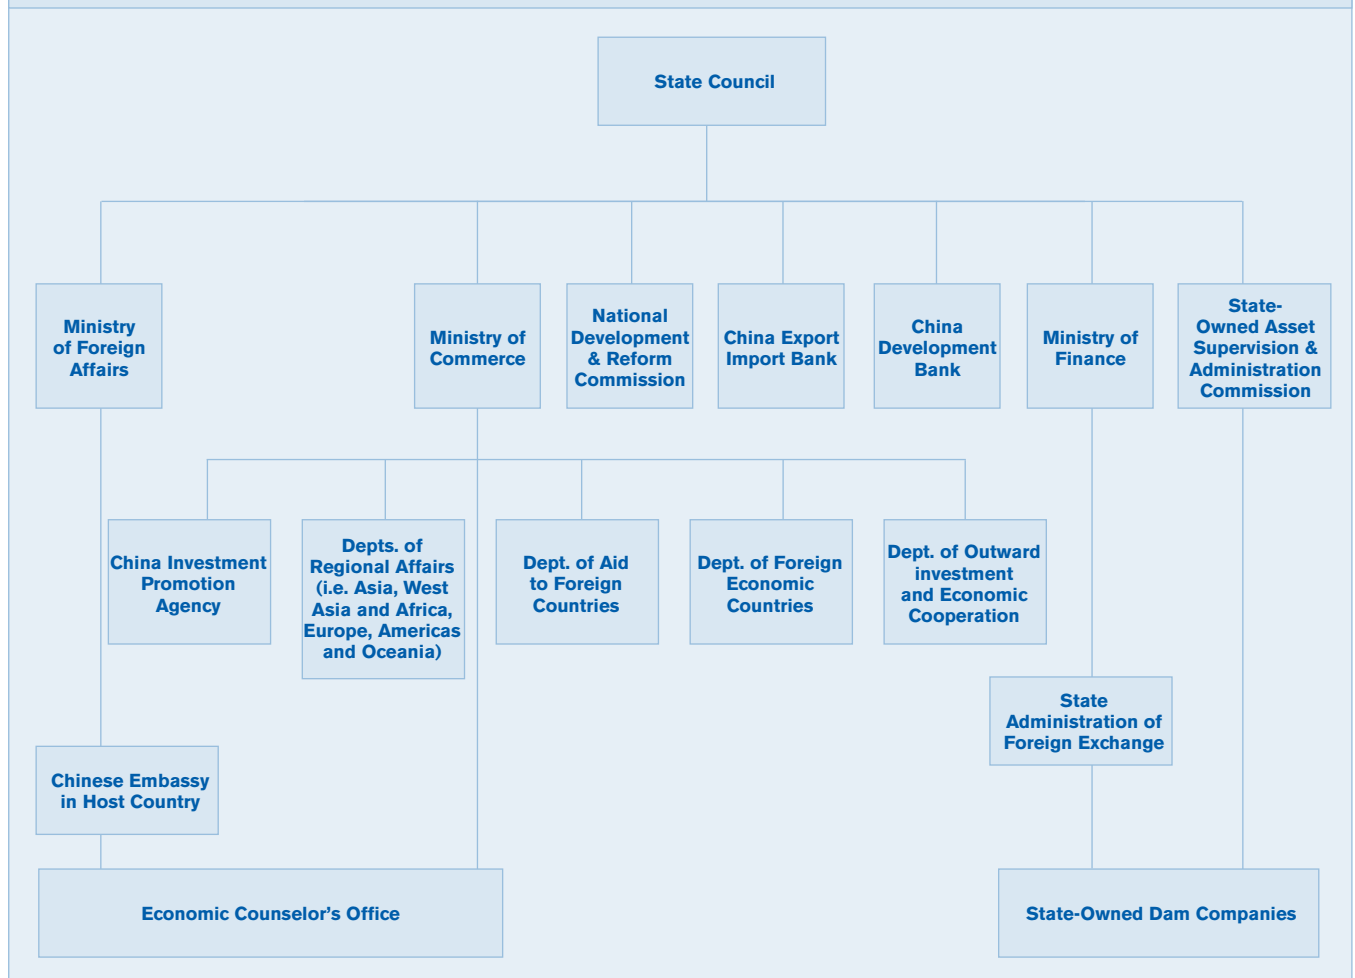 State Council
Ministry
of Foreign
Affairs
Ministry of
Commerce
National
Development
& Reform
Commission
China Export
Import Bank
China
Development
Bank
Ministry of
Finance
State-
Owned Asset
Supervision &
Administration
Commission
China Investment
Promotion
Agency
Depts. of
Regional Affairs
(i.e. Asia, West
Asia and Africa,
Europe, Americas
and Oceania)
Dept. of Aid
to Foreign
Countries
Dept. of Foreign
Economic
Countries
Dept. of Outward
investment
and Economic
Cooperation
State
Administration of
Foreign Exchange
Chinese Embassy
in Host Country
Economic Counselor’s Office
State-Owned Dam Companies